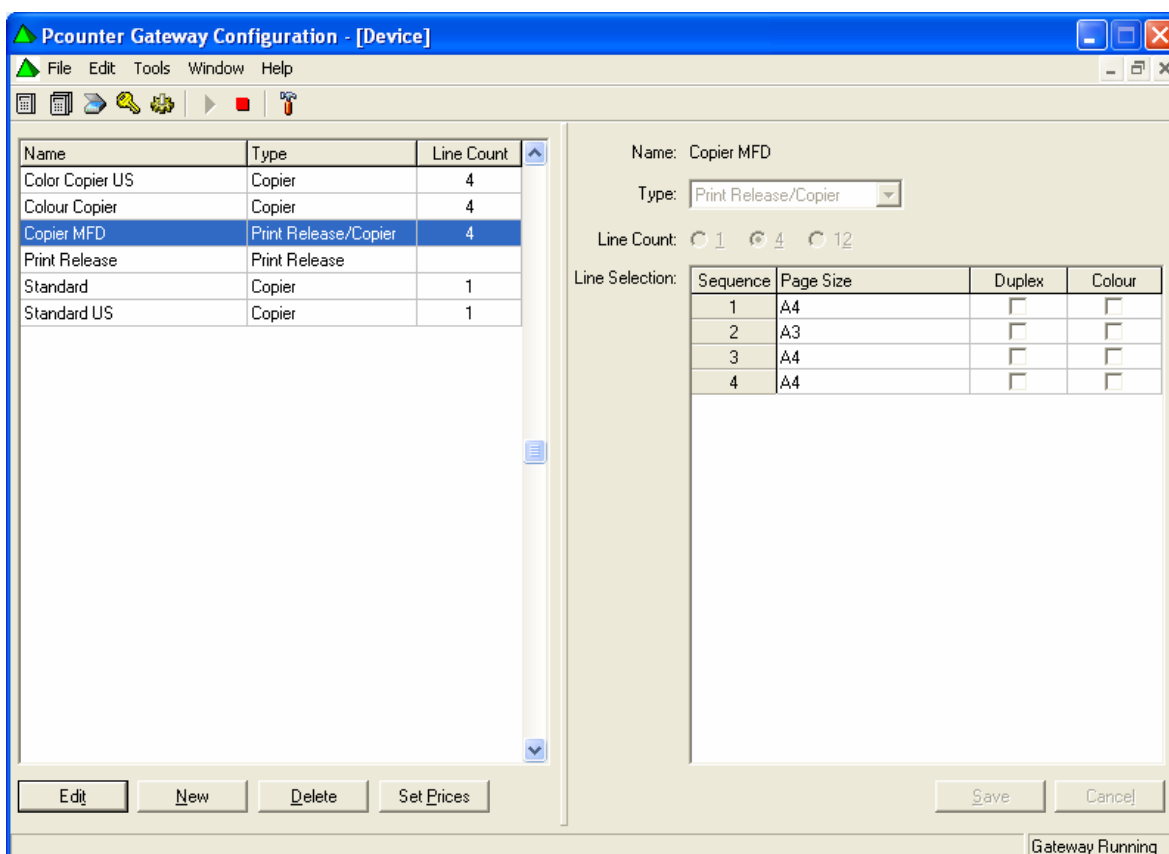 Pcounter Gateway Configuration - [Device]
File Edit Tools Window Help
Name Type Line Count
Color Copier US Copier 4
Colour Copier Copier 4
Copier MFD Print Release/Copier 4
Print Release Print Release
Standard Copier 1
Standard US Copier 1
Name: Copier MFD
Type: Print Release/Copier
Line Count: 1 4 12
Line Selection:
Sequence Page Size Duplex Colour
1 A4
2 A3
3 A4
4 A4
Edit New Delete Set Prices
Save Cancel
Gateway Running